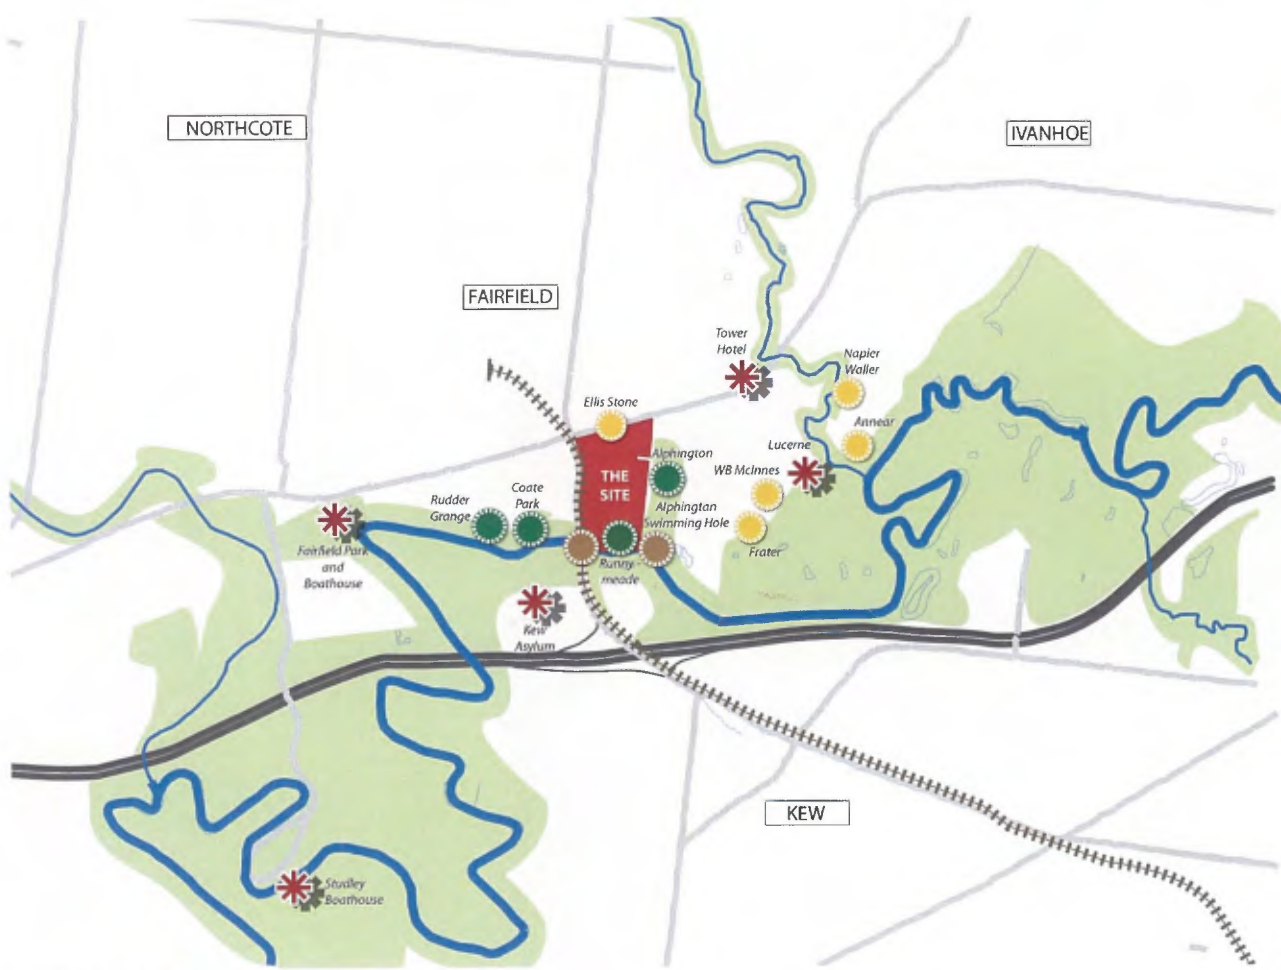 NORTHCOTE
IVANHOE
FAIRFIELD
Tower
Hotel
Napier
Waller
Ellis Stone
Annear
Lucerne
Alphington
WB McInnes
THE
SITE
Rudder
Grange
Coate
Park
Alphington
Swimming Hole
Fairfield Park
and
Boathouse
Frater
Runny-
meade
Kew
Asylum
KEW
Studley
Boathouse